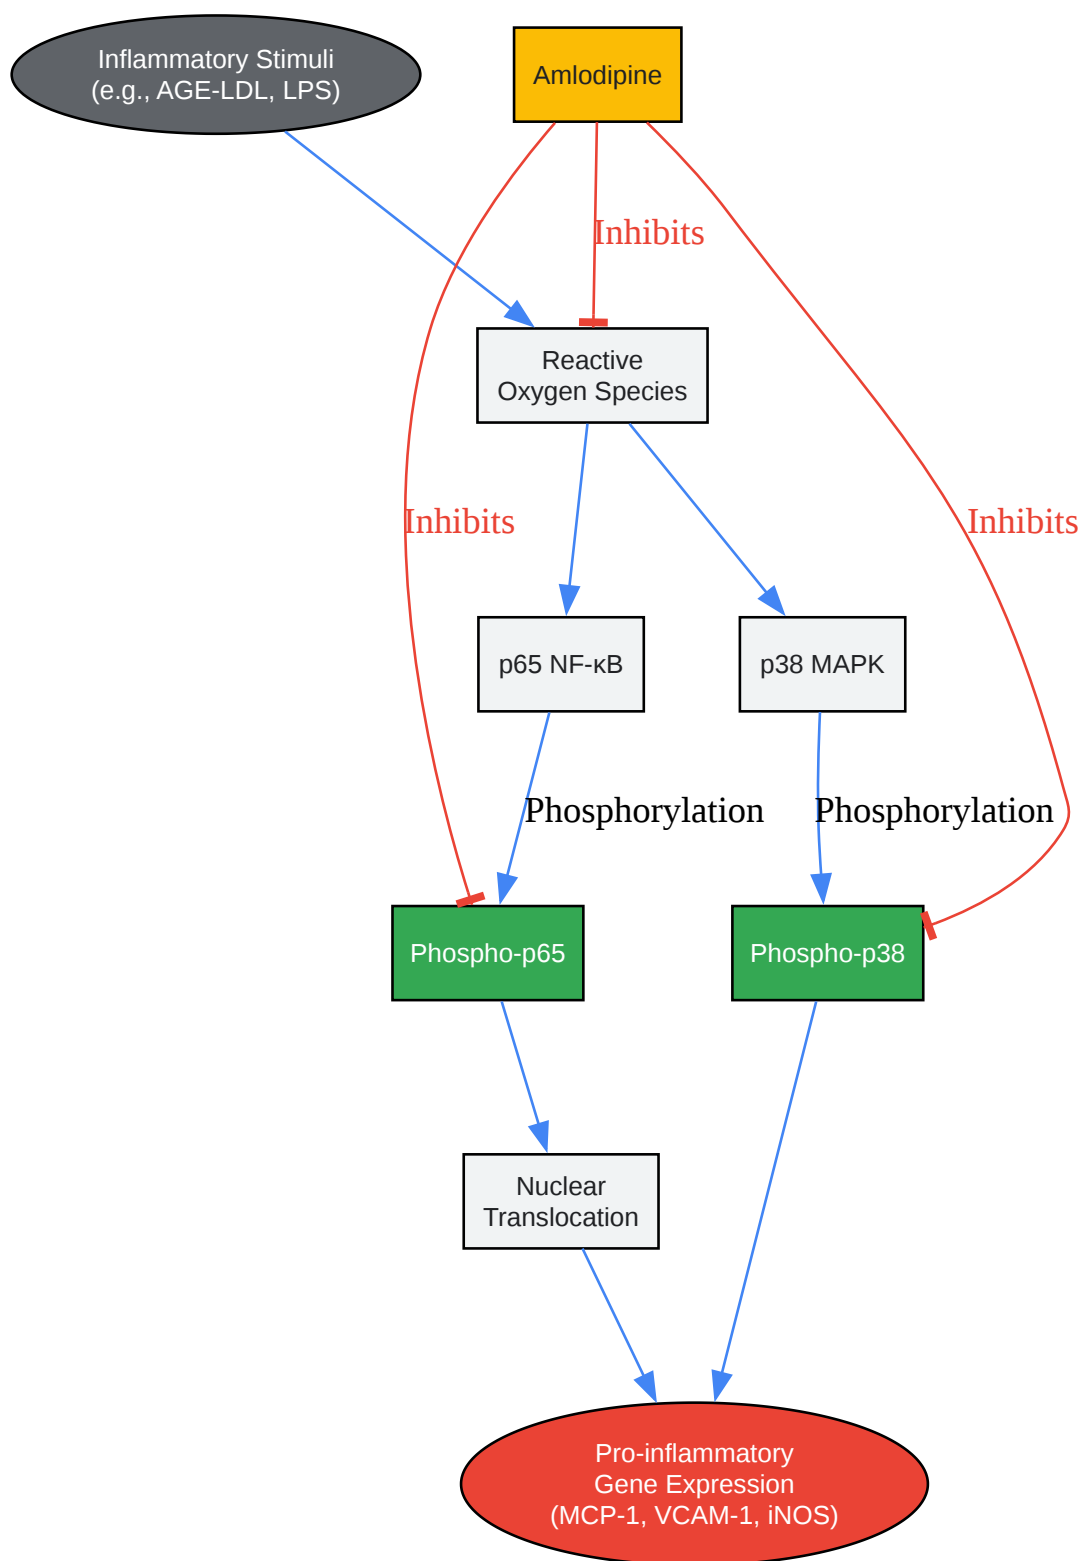 Inflammatory Stimuli
(e.g., AGE-LDL, LPS)
Amlodipine
Inhibits
Reactive
Oxygen Species
Inhibits
Inhibits
p65 NF-κB
p38 MAPK
Phosphorylation
Phosphorylation
Phospho-p65
Phospho-p38
Nuclear
Translocation
Pro-inflammatory
Gene Expression
(MCP-1, VCAM-1, iNOS)